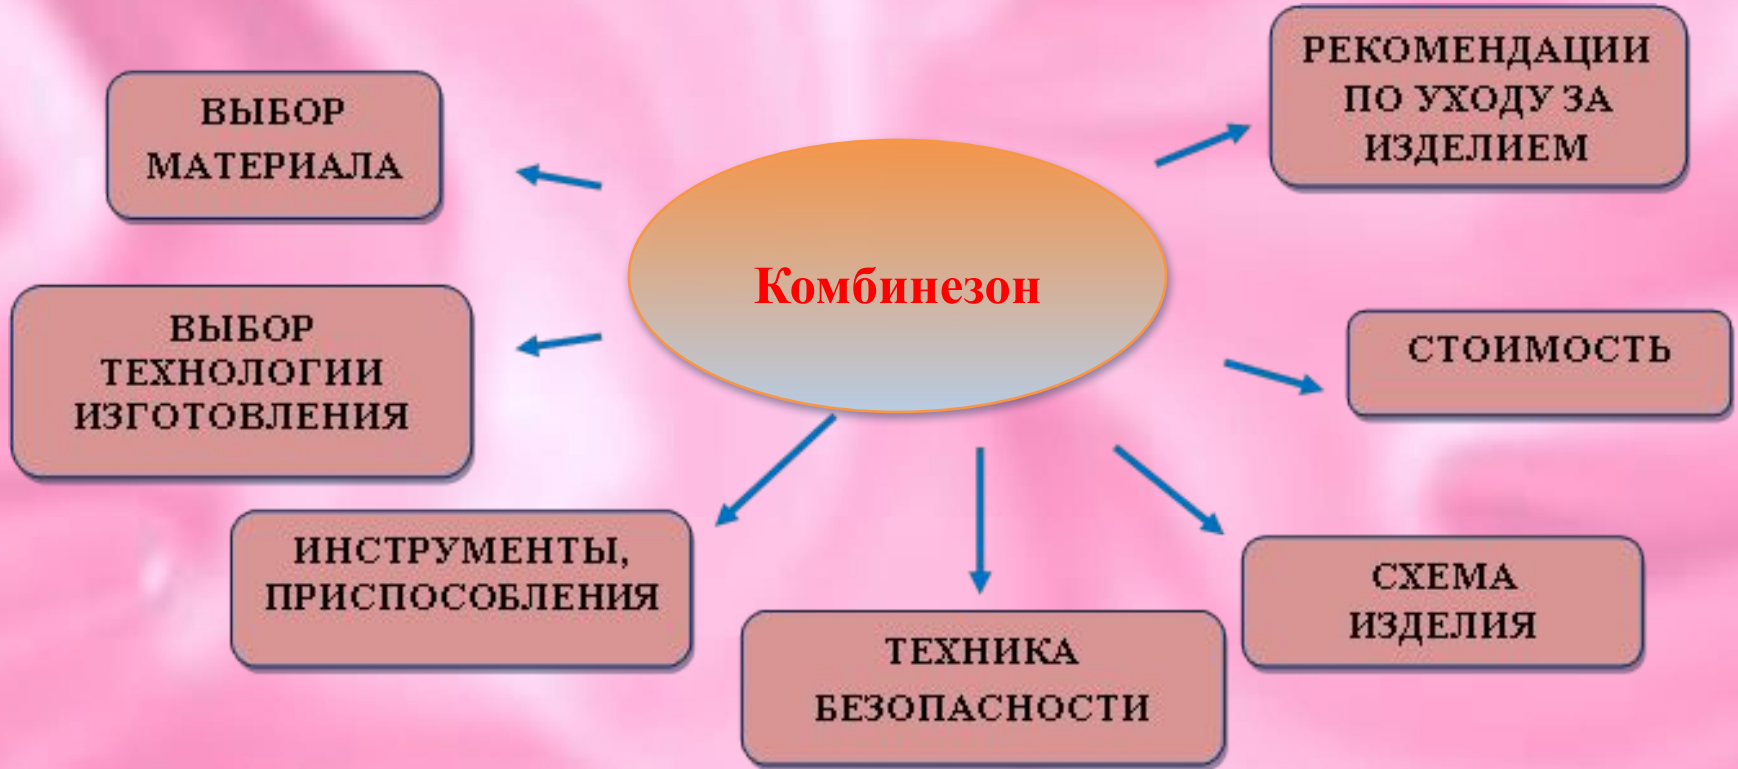 ВЫБОР
МАТЕРИАЛА
ВЫБОР
ТЕХНОЛОГИИ
ИЗГОТОВЛЕНИЯ
ИНСТРУМЕНТЫ,
ПРИСПОСОБЛЕНИЯ
Комбинезон
ТЕХНИКА
БЕЗОПАСНОСТИ
РЕКОМЕНДАЦИИ
ПО УХОДУ ЗА
ИЗДЕЛИЕМ
СТОИМОСТЬ
СХЕМА
ИЗДЕЛИЯ